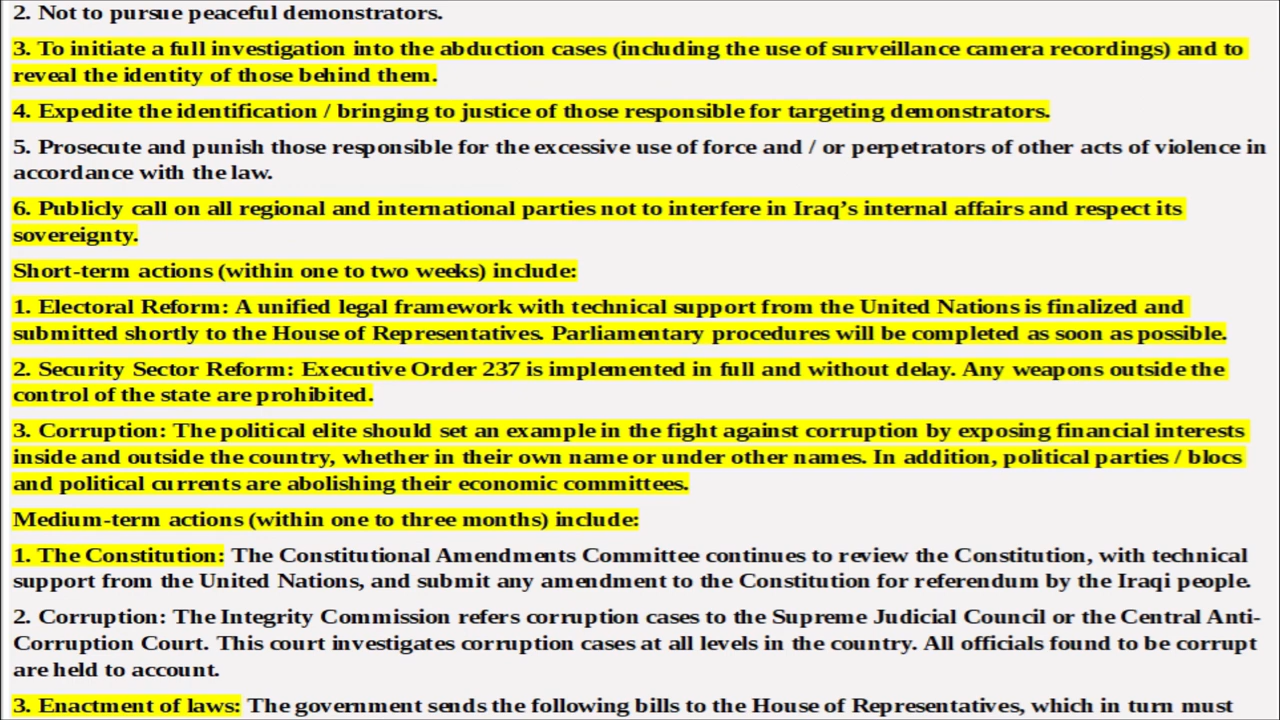 2. Not to pursue peaceful demonstrators.
3. To initiate a full investigation into the abduction cases (including the use of surveillance camera recordings) and to
reveal the identity of those behind them.
4. Expedite the identification / bringing to justice of those responsible for targeting demonstrators.
5. Prosecute and punish those responsible for the excessive use of force and / or perpetrators of other acts of violence in
accordance with the law.
6. Publicly call on all regional and international parties not to interfere in Iraq's internal affairs and respect its
sovereignty.
Short-term actions (within one to two weeks) include:
1. Electoral Reform: A unified legal framework with technical support from the United Nations is finalized and
submitted shortly to the House of Representatives. Parliamentary procedures will be completed as soon as possible.
2. Security Sector Reform: Executive Order 237 is implemented in full and without delay. Any weapons outside the
control of the state are prohibited.
3. Corruption: The political elite should set an example in the fight against corruption by exposing financial interests
inside and outside the country, whether in their own name or under other names. In addition, political parties / blocs
and political currents are abolishing their economic committees.
Medium-term actions (within one to three months) include:
1. The Constitution: The Constitutional Amendments Committee continues to review the Constitution, with technical
support from the United Nations, and submit any amendment to the Constitution for referendum by the Iraqi people.
2. Corruption: The Integrity Commission refers corruption cases to the Supreme Judicial Council or the Central Anti-
Corruption Court. This court investigates corruption cases at all levels in the country. All officials found to be corrupt
are held to account.
3. Enactment of laws: The government sends the following bills to the House of Representatives, which in turn must